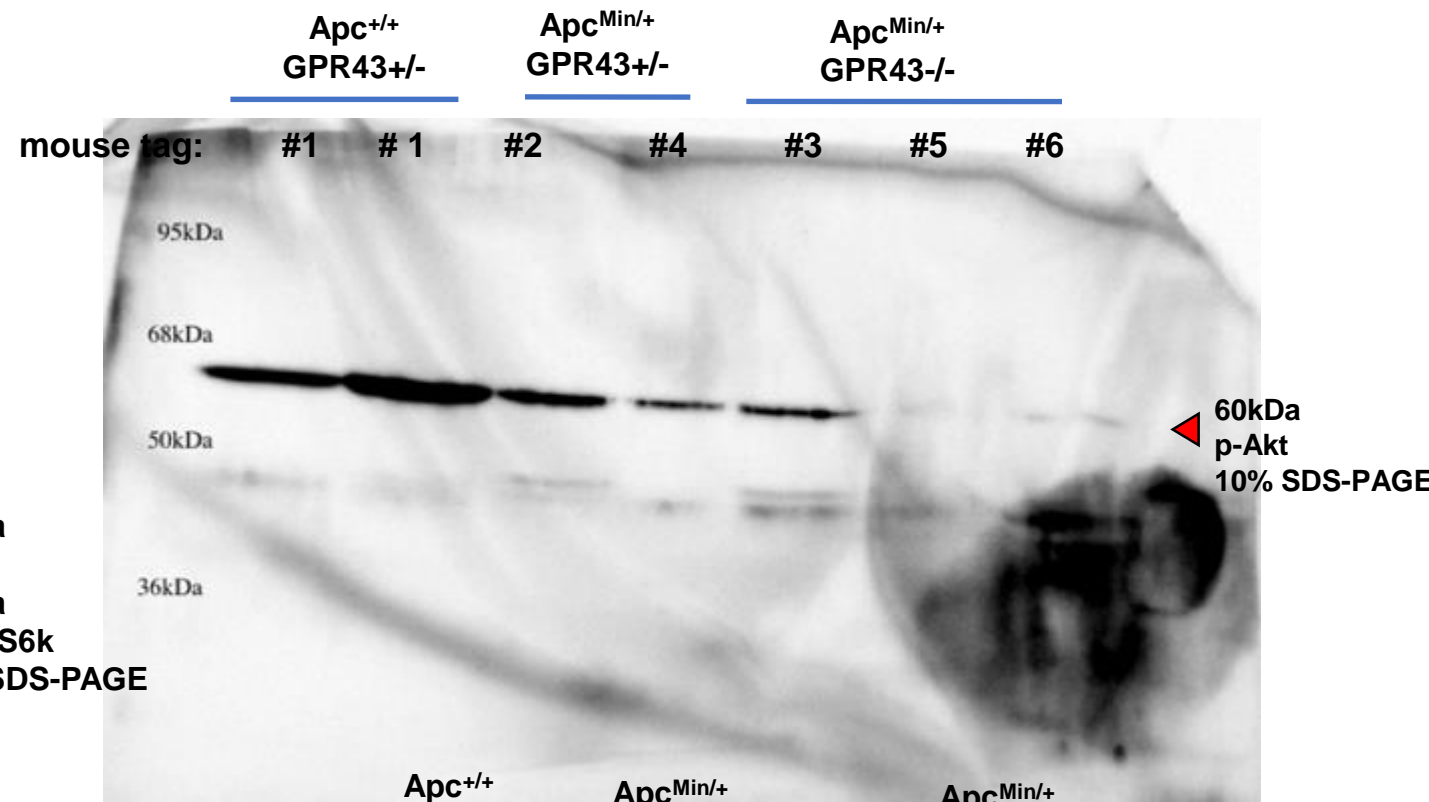 Apc+/+
GPR43+/-
ApcMin/+
GPR43+/-
ApcMin/+
GPR43-/-
mouse tag: #1 # 1 #2 #4 #3 #5 #6
95kDa
68kDa
50kDa
36kDa
60kDa
p-Akt
10% SDS-PAGE
a
a
S6k
SDS-PAGE
Apc+/+
ApcMin/+
ApcMin/+